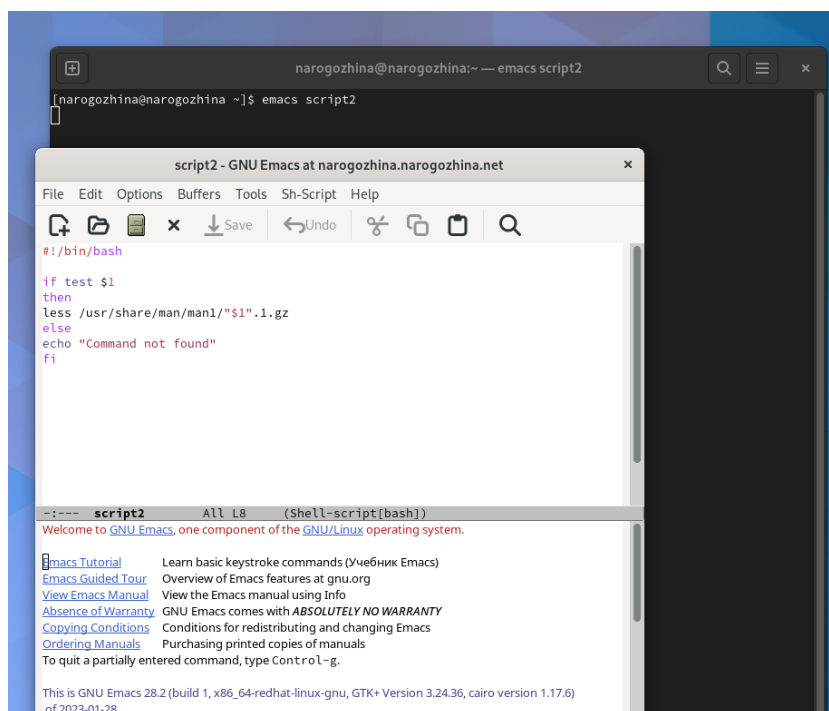 narogozhina@narogozhina:~ — emacs script2
[narogozhina@narogozhina ~]$ emacs script2
script2 - GNU Emacs at narogozhina.narogozhina.net
File Edit Options Buffers Tools Sh-Script Help
Save Undo
#!/bin/bash
if test $1
then
less /usr/share/man/man1/"$1".1.gz
else
echo "Command not found"
fi
-:--- script2 All L8 (Shell-script[bash])
Welcome to GNU Emacs, one component of the GNU/Linux operating system.
Emacs Tutorial Learn basic keystroke commands (Учебник Emacs)
Emacs Guided Tour Overview of Emacs features at gnu.org
View Emacs Manual View the Emacs manual using Info
Absence of Warranty GNU Emacs comes with ABSOLUTELY NO WARRANTY
Copying Conditions Conditions for redistributing and changing Emacs
Ordering Manuals Purchasing printed copies of manuals
To quit a partially entered command, type Control-g.
This is GNU Emacs 28.2 (build 1, x86_64-redhat-linux-gnu, GTK+ Version 3.24.36, cairo version 1.17.6)
of 2023-01-28